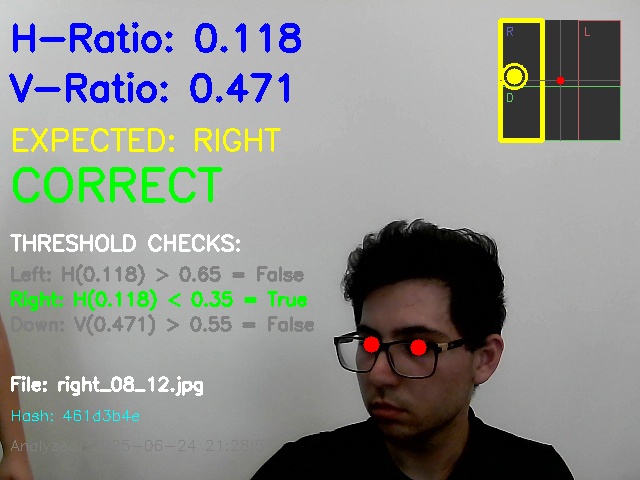 H-Ratio: 0.118
V-Ratio: 0.471
EXPECTED: RIGHT
CORRECT
THRESHOLD CHECKS:
Left: H(0.118) > 0.65 = False
Right: H(0.118) < 0.35 = True
Down: V(0.471) > 0.55 = False
File: right_08_12.jpg
Hash: 461d3b4e
R
L
D